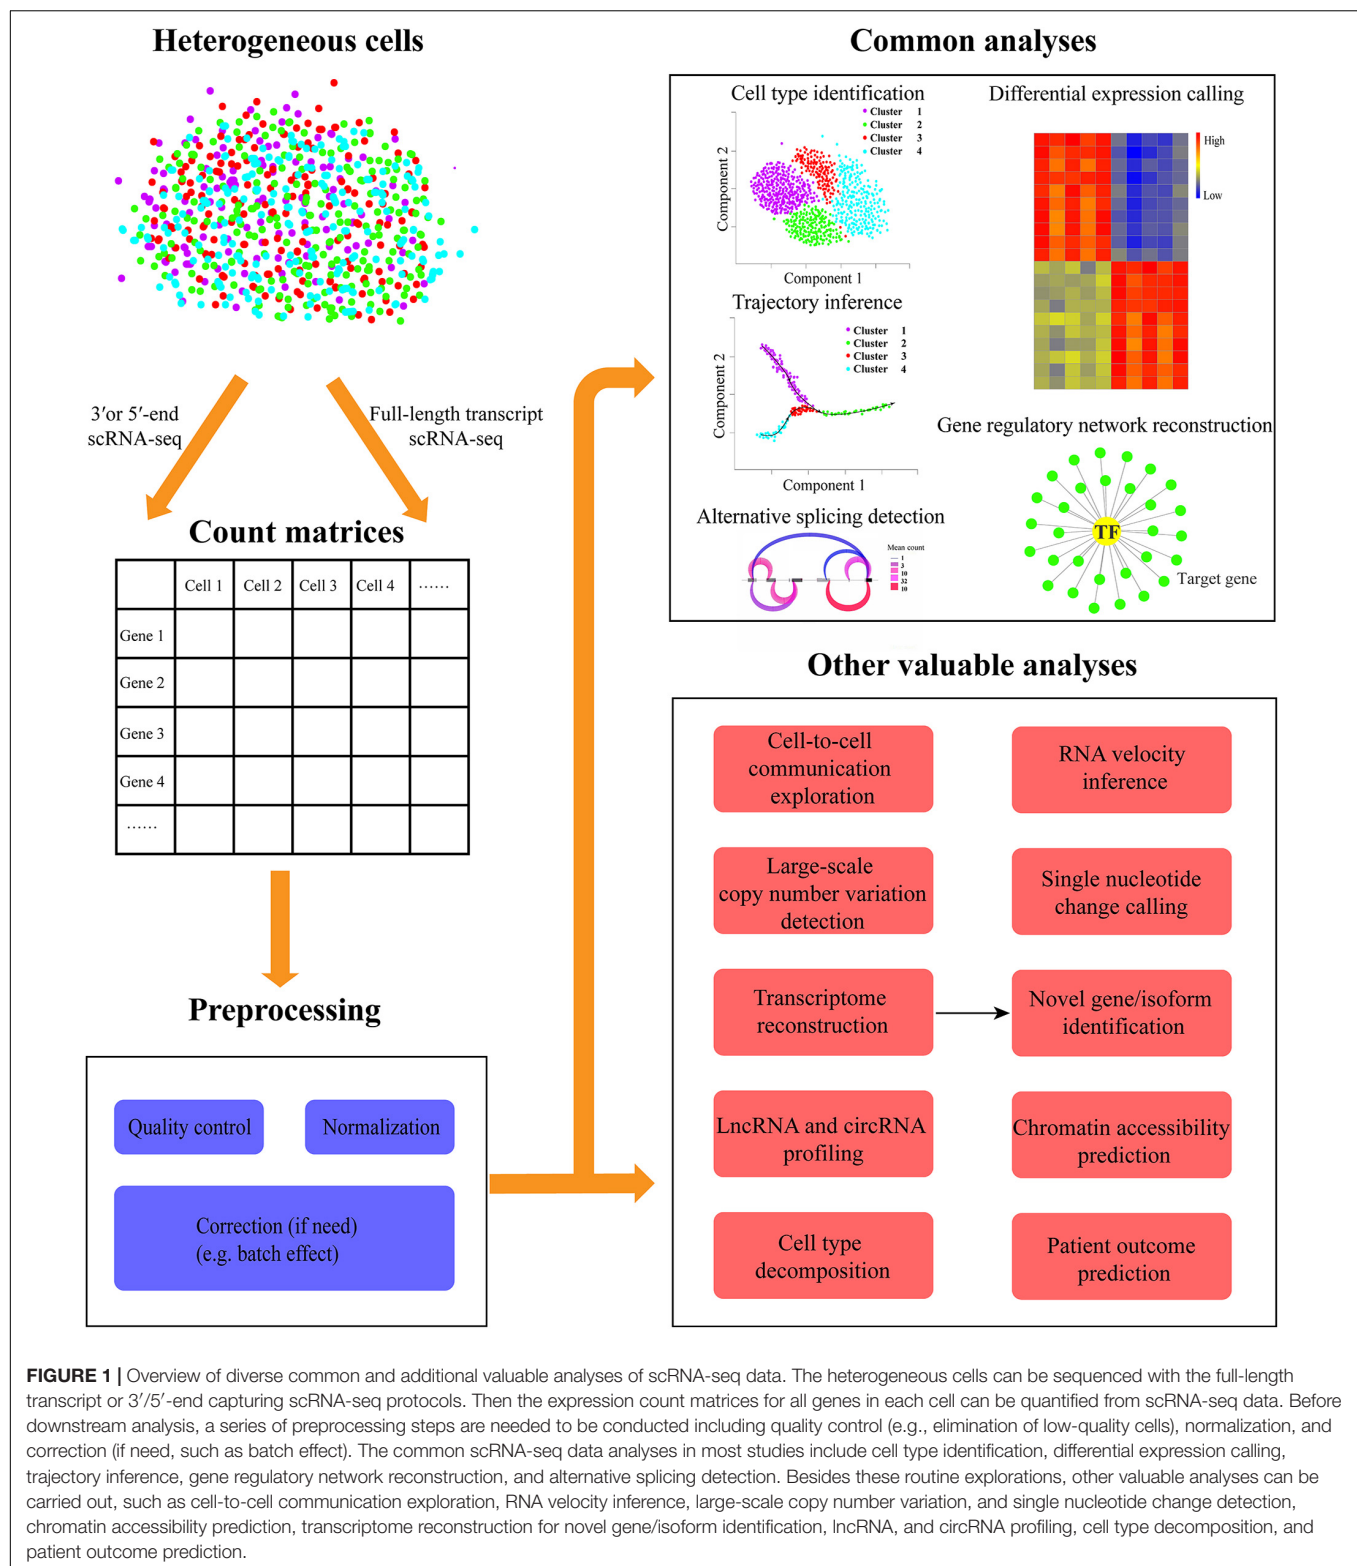 Heterogeneous cells
3′or 5′-end
scRNA-seq
Full-length transcript
scRNA-seq
Count matrices
Cell 1 Cell 2 Cell 3 Cell 4 ······
Gene 1
Gene 2
Gene 3
Gene 4
······
Preprocessing
Quality control
Normalization
Correction (if need)
(e.g. batch effect)
Common analyses
Cell type identification
Cluster 1
Cluster 2
Cluster 3
Cluster 4
Component 2
Component 1
Differential expression calling
High
Low
Trajectory inference
Cluster 1
Cluster 2
Cluster 3
Cluster 4
Component 2
Component 1
Gene regulatory network reconstruction
TF
Target gene
Alternative splicing detection
Mean count
1
3
10
32
10
Other valuable analyses
Cell-to-cell
communication
exploration
RNA velocity
inference
Large-scale
copy number variation
detection
Single nucleotide
change calling
Transcriptome
reconstruction
Novel gene/isoform
identification
LncRNA and circRNA
profiling
Chromatin accessibility
prediction
Cell type
decomposition
Patient outcome
prediction
FIGURE 1 | Overview of diverse common and additional valuable analyses of scRNA-seq data. The heterogeneous cells can be sequenced with the full-length
transcript or 3′/5′-end capturing scRNA-seq protocols. Then the expression count matrices for all genes in each cell can be quantified from scRNA-seq data. Before
downstream analysis, a series of preprocessing steps are needed to be conducted including quality control (e.g., elimination of low-quality cells), normalization, and
correction (if need, such as batch effect). The common scRNA-seq data analyses in most studies include cell type identification, differential expression calling,
trajectory inference, gene regulatory network reconstruction, and alternative splicing detection. Besides these routine explorations, other valuable analyses can be
carried out, such as cell-to-cell communication exploration, RNA velocity inference, large-scale copy number variation, and single nucleotide change detection,
chromatin accessibility prediction, transcriptome reconstruction for novel gene/isoform identification, lncRNA, and circRNA profiling, cell type decomposition, and
patient outcome prediction.